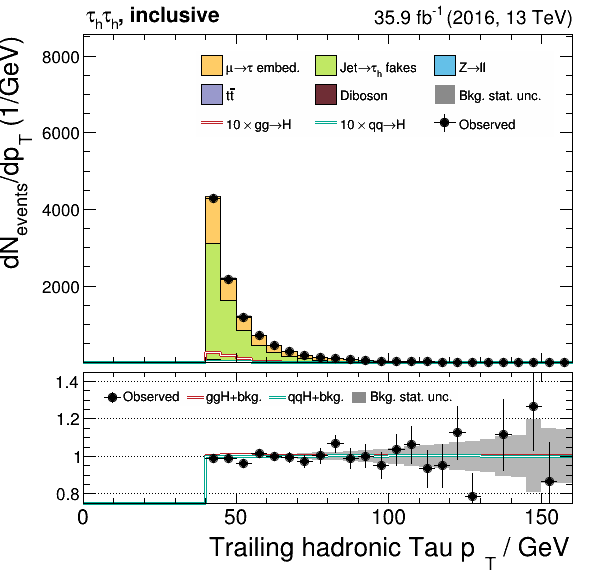 τhτh, inclusive 35.9 fb-1 (2016, 13 TeV)
dNevents/dpT (1/GeV)
8000
6000
4000
2000
μ→τ embed. Jet→τh fakes Z→ll
tt̄ Diboson Bkg. stat. unc.
10 × gg→H 10 × qq→H Observed
1.4
1.2
1
0.8
Observed ggH+bkg. qqH+bkg. Bkg. stat. unc.
0 50 100 150
Trailing hadronic Tau p T / GeV